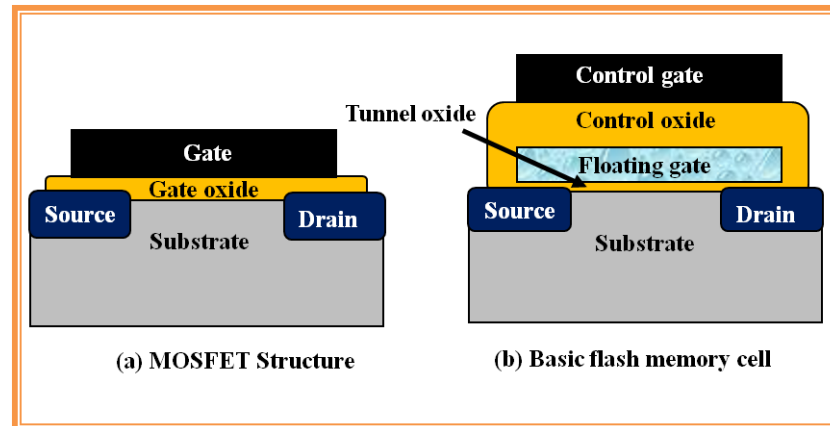 Gate
Gate oxide
Source
Drain
Substrate
(a) MOSFET Structure
Control gate
Tunnel oxide
Control oxide
Floating gate
Source
Drain
Substrate
(b) Basic flash memory cell